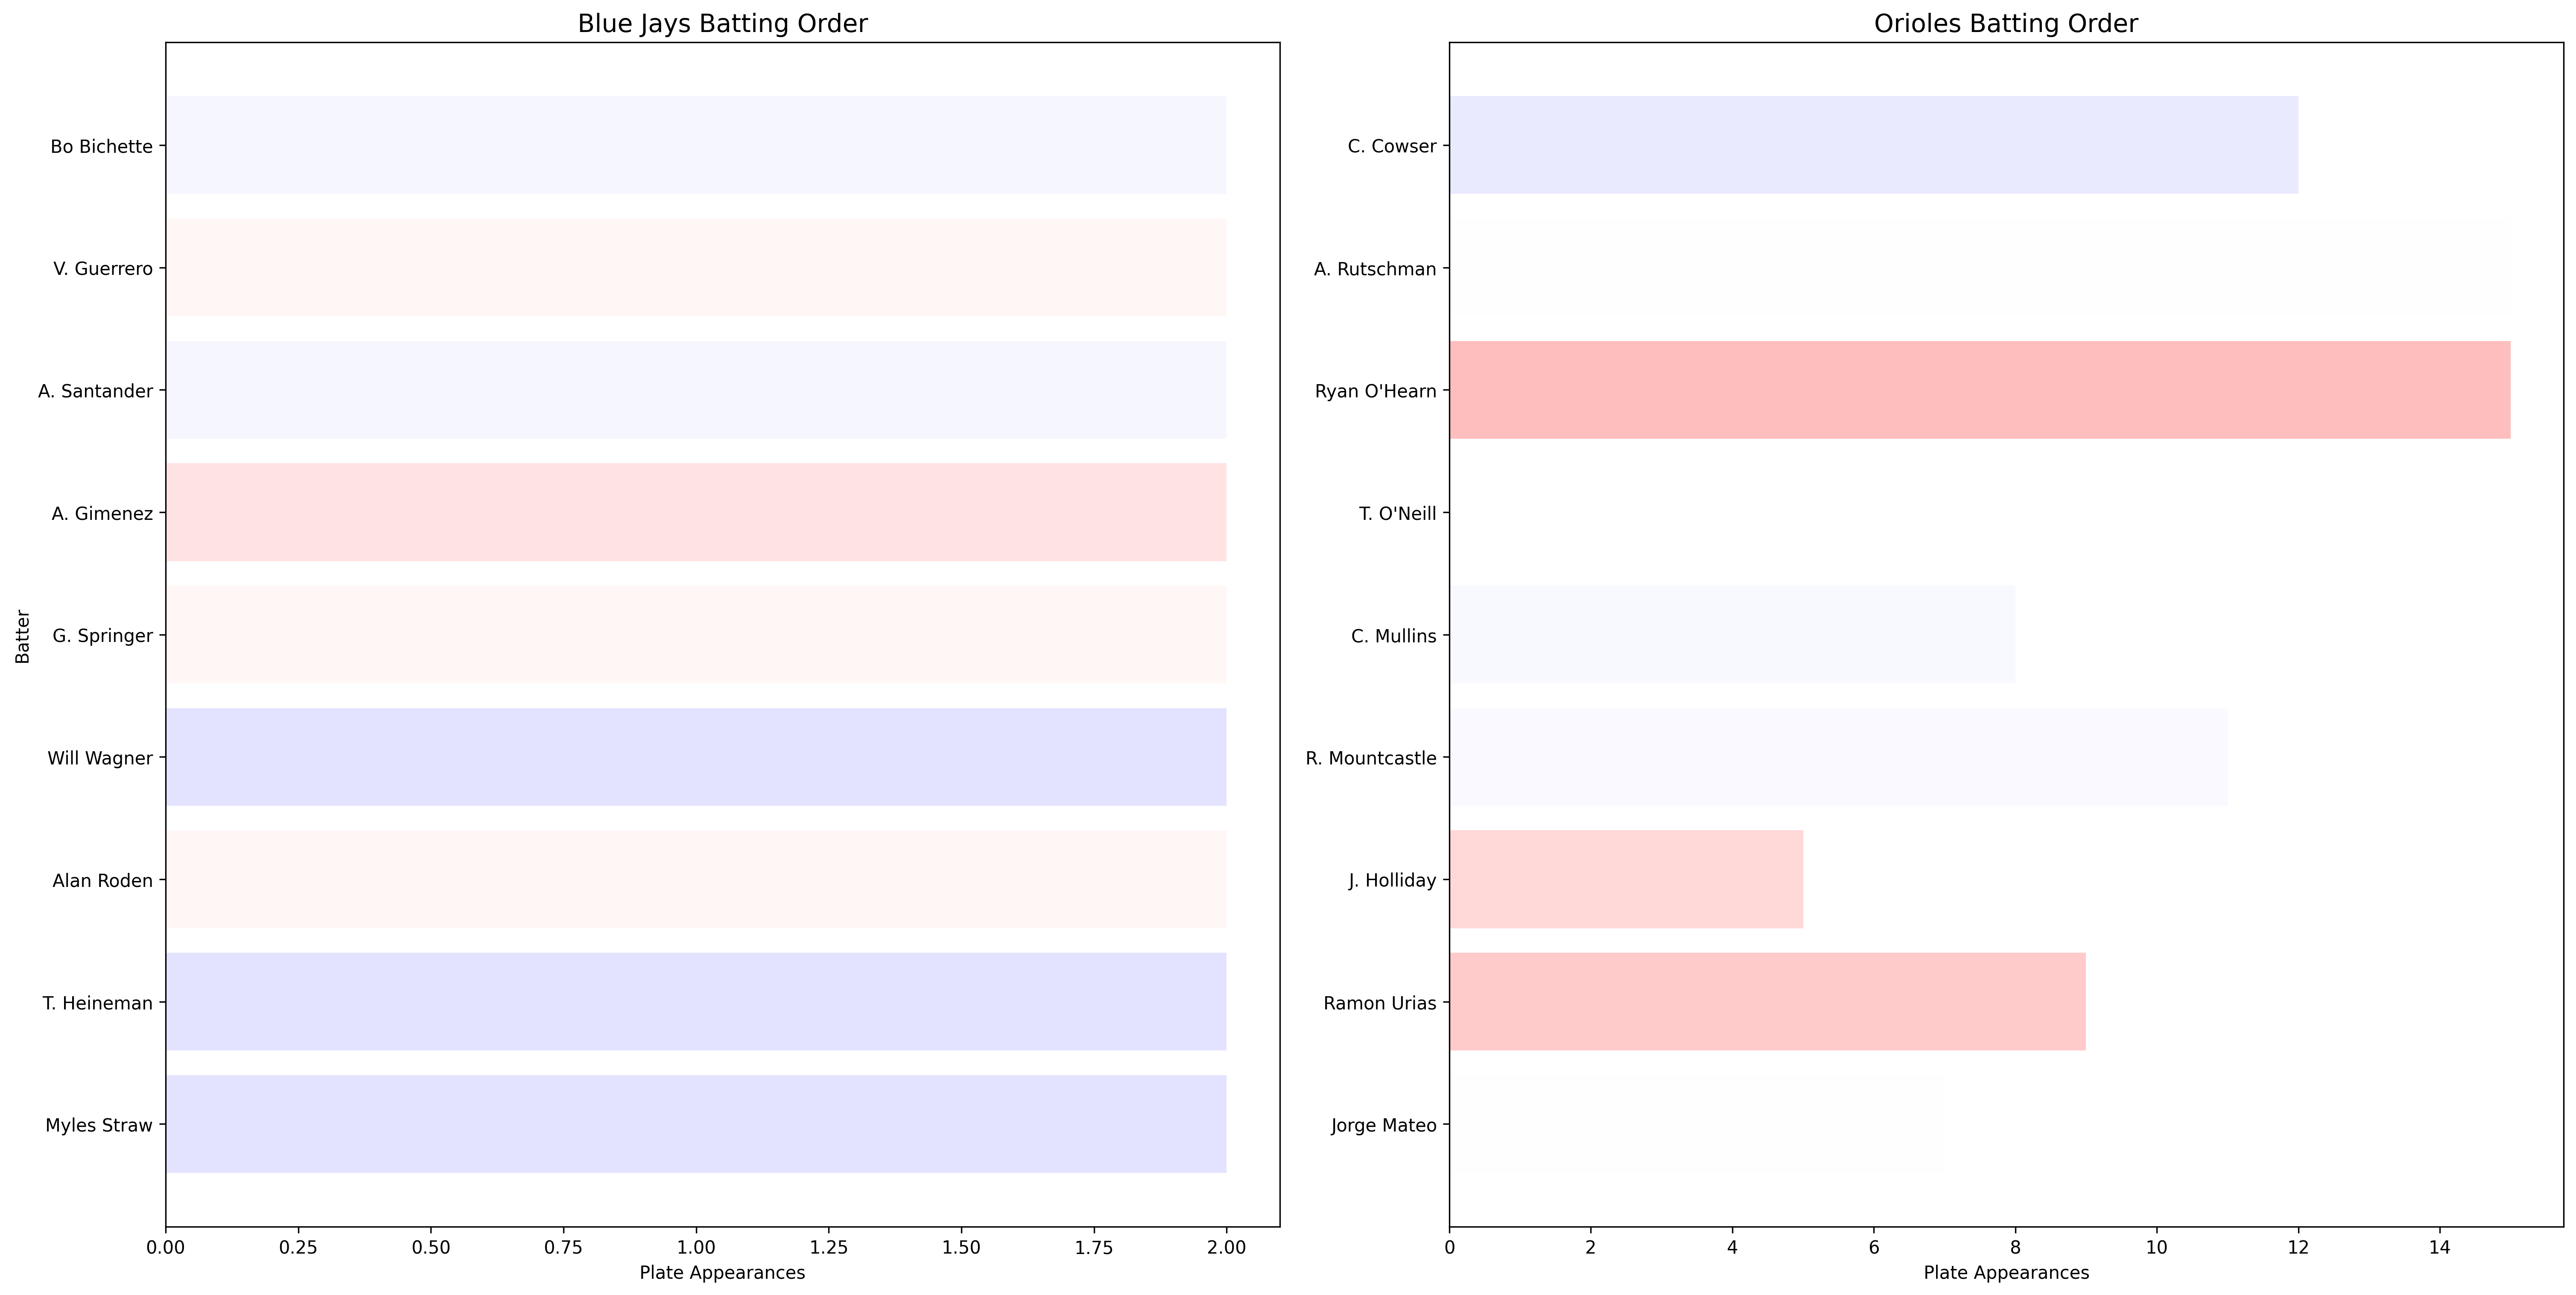 Blue Jays Batting Order
Batter
Bo Bichette
V. Guerrero
A. Santander
A. Gimenez
G. Springer
Will Wagner
Alan Roden
T. Heineman
Myles Straw
0.00 0.25 0.50 0.75 1.00 1.25 1.50 1.75 2.00
Plate Appearances
Orioles Batting Order
C. Cowser
A. Rutschman
Ryan O'Hearn
T. O'Neill
C. Mullins
R. Mountcastle
J. Holliday
Ramon Urias
Jorge Mateo
0 2 4 6 8 10 12 14
Plate Appearances